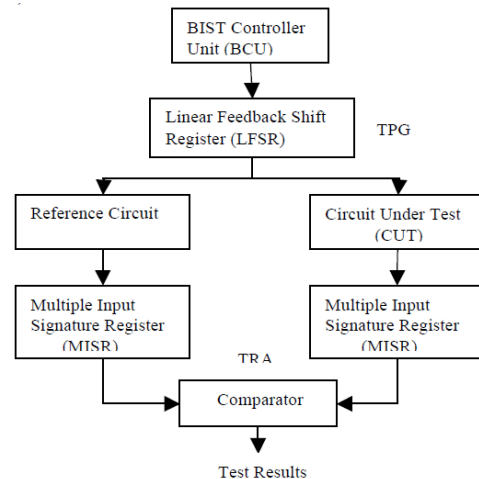 BIST Controller
Unit (BCU)
Linear Feedback Shift
Register (LFSR)
TPG
Reference Circuit
Circuit Under Test
(CUT)
Multiple Input
Signature Register
(MISR)
Multiple Input
Signature Register
(MISR)
TRA
Comparator
Test Results